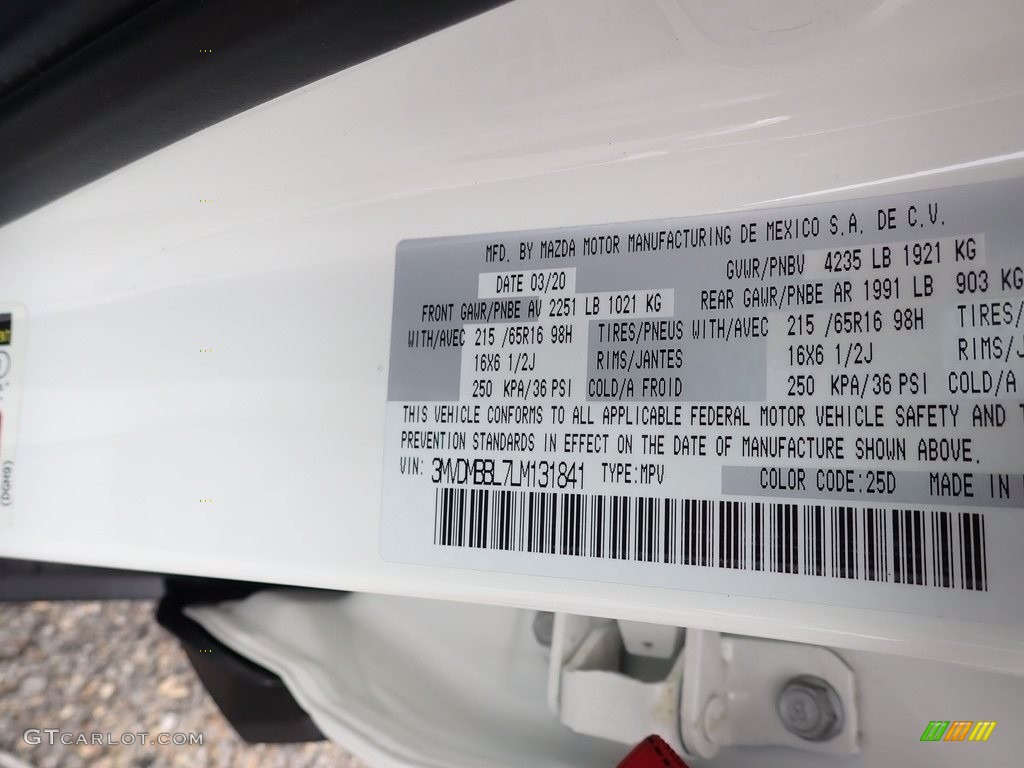 MFD. BY MAZDA MOTOR MANUFACTURING DE MEXICO S.A. DE C.V.
DATE 03/20 GVWR/PNBV 4235 LB 1921 KG
FRONT GAWR/PNBE AV 2251 LB 1021 KG REAR GAWR/PNBE AR 1991 LB 903 KG
WITH/AVEC 215 /65R16 98H TIRES/PNEUS WITH/AVEC 215 /65R16 98H TIRES/
16X6 1/2J RIMS/JANTES 16X6 1/2J RIMS/J
250 KPA/36 PSI COLD/A FROID 250 KPA/36 PSI COLD/A
THIS VEHICLE CONFORMS TO ALL APPLICABLE FEDERAL MOTOR VEHICLE SAFETY AND T
PREVENTION STANDARDS IN EFFECT ON THE DATE OF MANUFACTURE SHOWN ABOVE.
VIN: 3MVDMBBL7LM131841 TYPE:MPV COLOR CODE:25D MADE IN
(GHDA)
GTCARLOT.COM